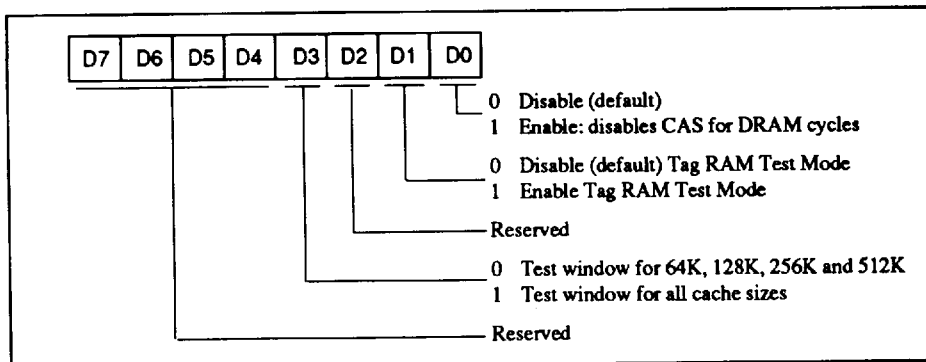 D7 D6 D5 D4 D3 D2 D1 D0
0 Disable (default)
1 Enable: disables CAS for DRAM cycles
0 Disable (default) Tag RAM Test Mode
1 Enable Tag RAM Test Mode
Reserved
0 Test window for 64K, 128K, 256K and 512K
1 Test window for all cache sizes
Reserved